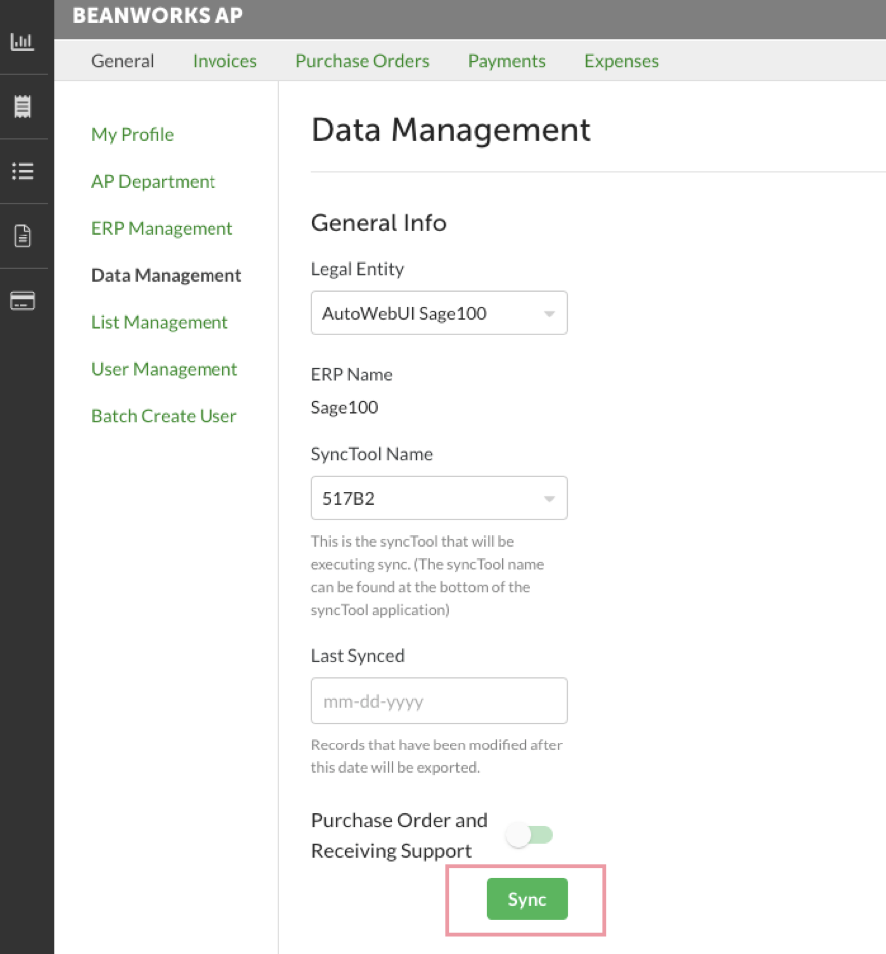 BEANWORKS AP
General Invoices Purchase Orders Payments Expenses
My Profile
AP Department
ERP Management
Data Management
List Management
User Management
Batch Create User
Data Management
General Info
Legal Entity
AutoWebUI Sage100
ERP Name
Sage100
SyncTool Name
517B2
This is the syncTool that will be
executing sync. (The syncTool name
can be found at the bottom of the
syncTool application)
Last Synced
mm-dd-yyyy
Records that have been modified after
this date will be exported.
Purchase Order and
Receiving Support
Sync